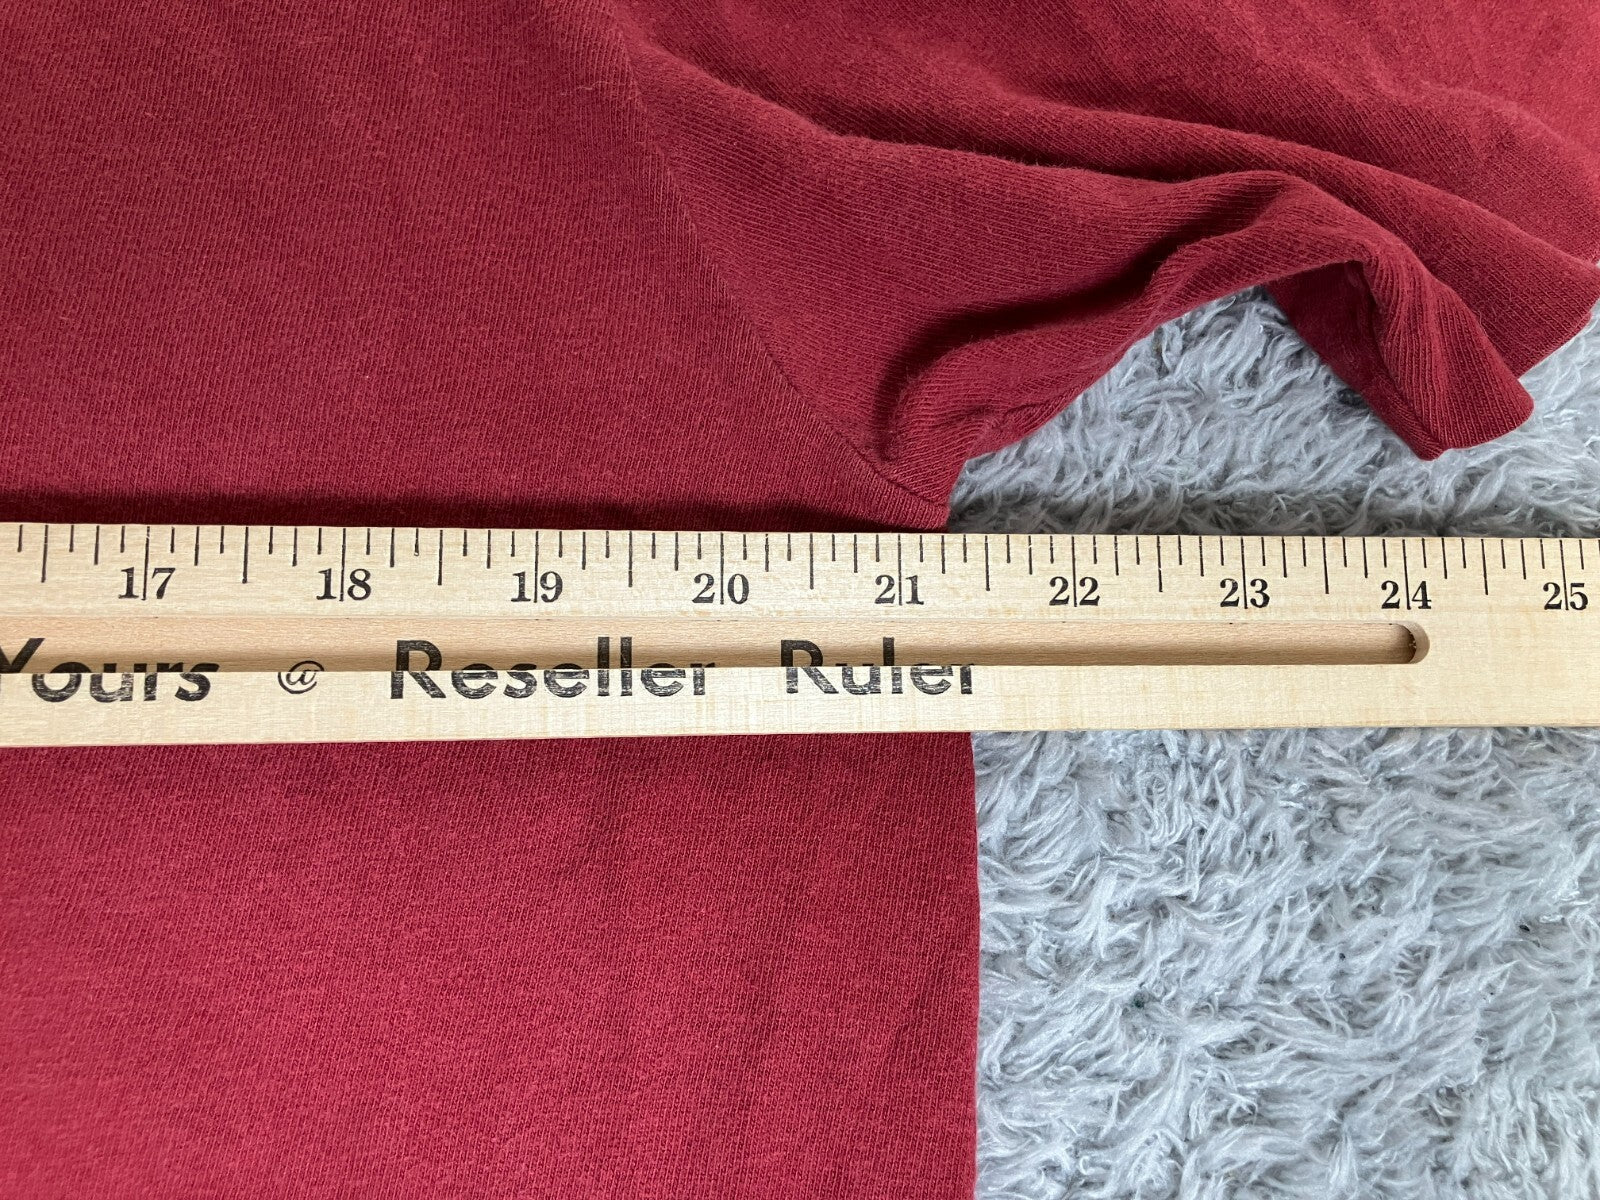 17 18 19 20 21 22 23 24 25
Yours @ Reseller Ruler